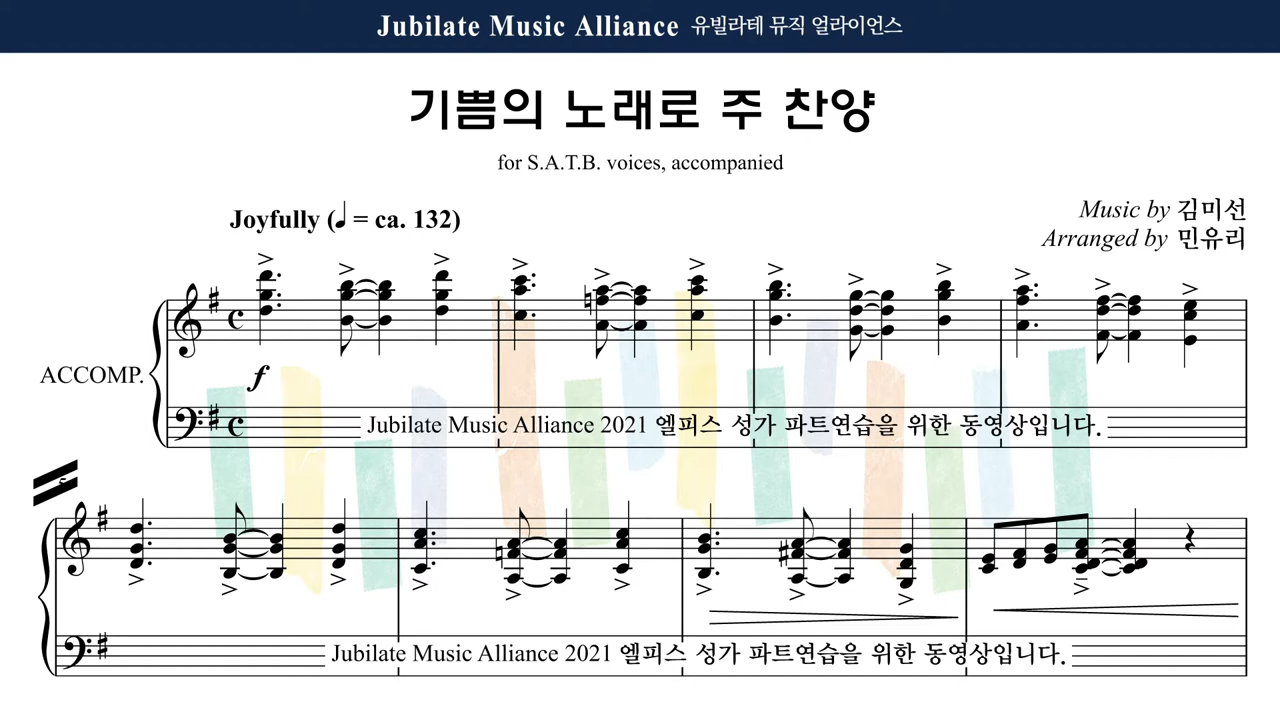 Jubilate Music Alliance 유빌라테 뮤직 얼라이언스
기쁨의 노래로 주 찬양
for S.A.T.B. voices, accompanied
Joyfully (♩ = ca. 132)
Music by 김미선
Arranged by 민유리
ACCOMP.
f
Jubilate Music Alliance 2021 엘피스 성가 파트연습을 위한 동영상입니다.
Jubilate Music Alliance 2021 엘피스 성가 파트연습을 위한 동영상입니다.